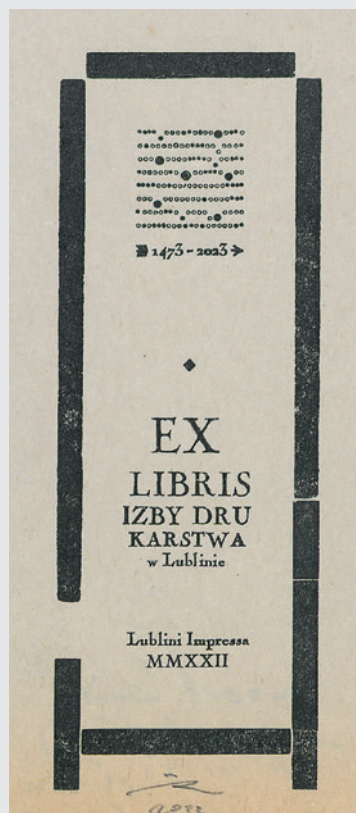 1473-2023
EX
LIBRIS
IZBY DRU
KARSTWA
w Lublinie
Lublini Impressa
MMXXII